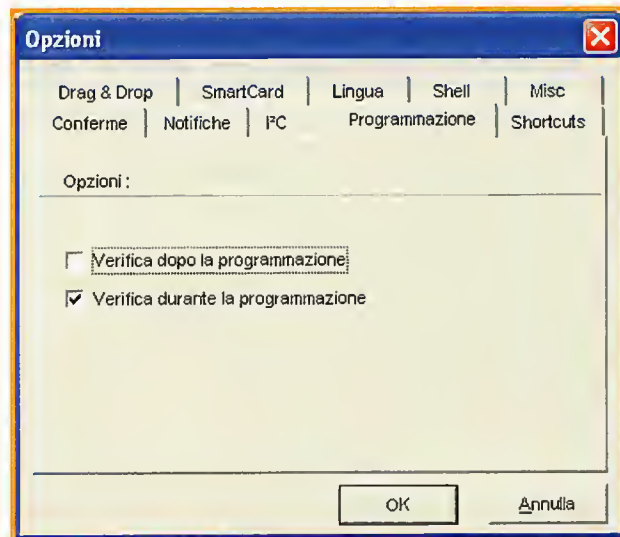 Opzioni
Drag & Drop SmartCard Lingua Shell Misc
Conferme Notifiche I²C Programmazione Shortcuts
Opzioni :
Verifica dopo la programmazione
Verifica durante la programmazione
OK Annulla